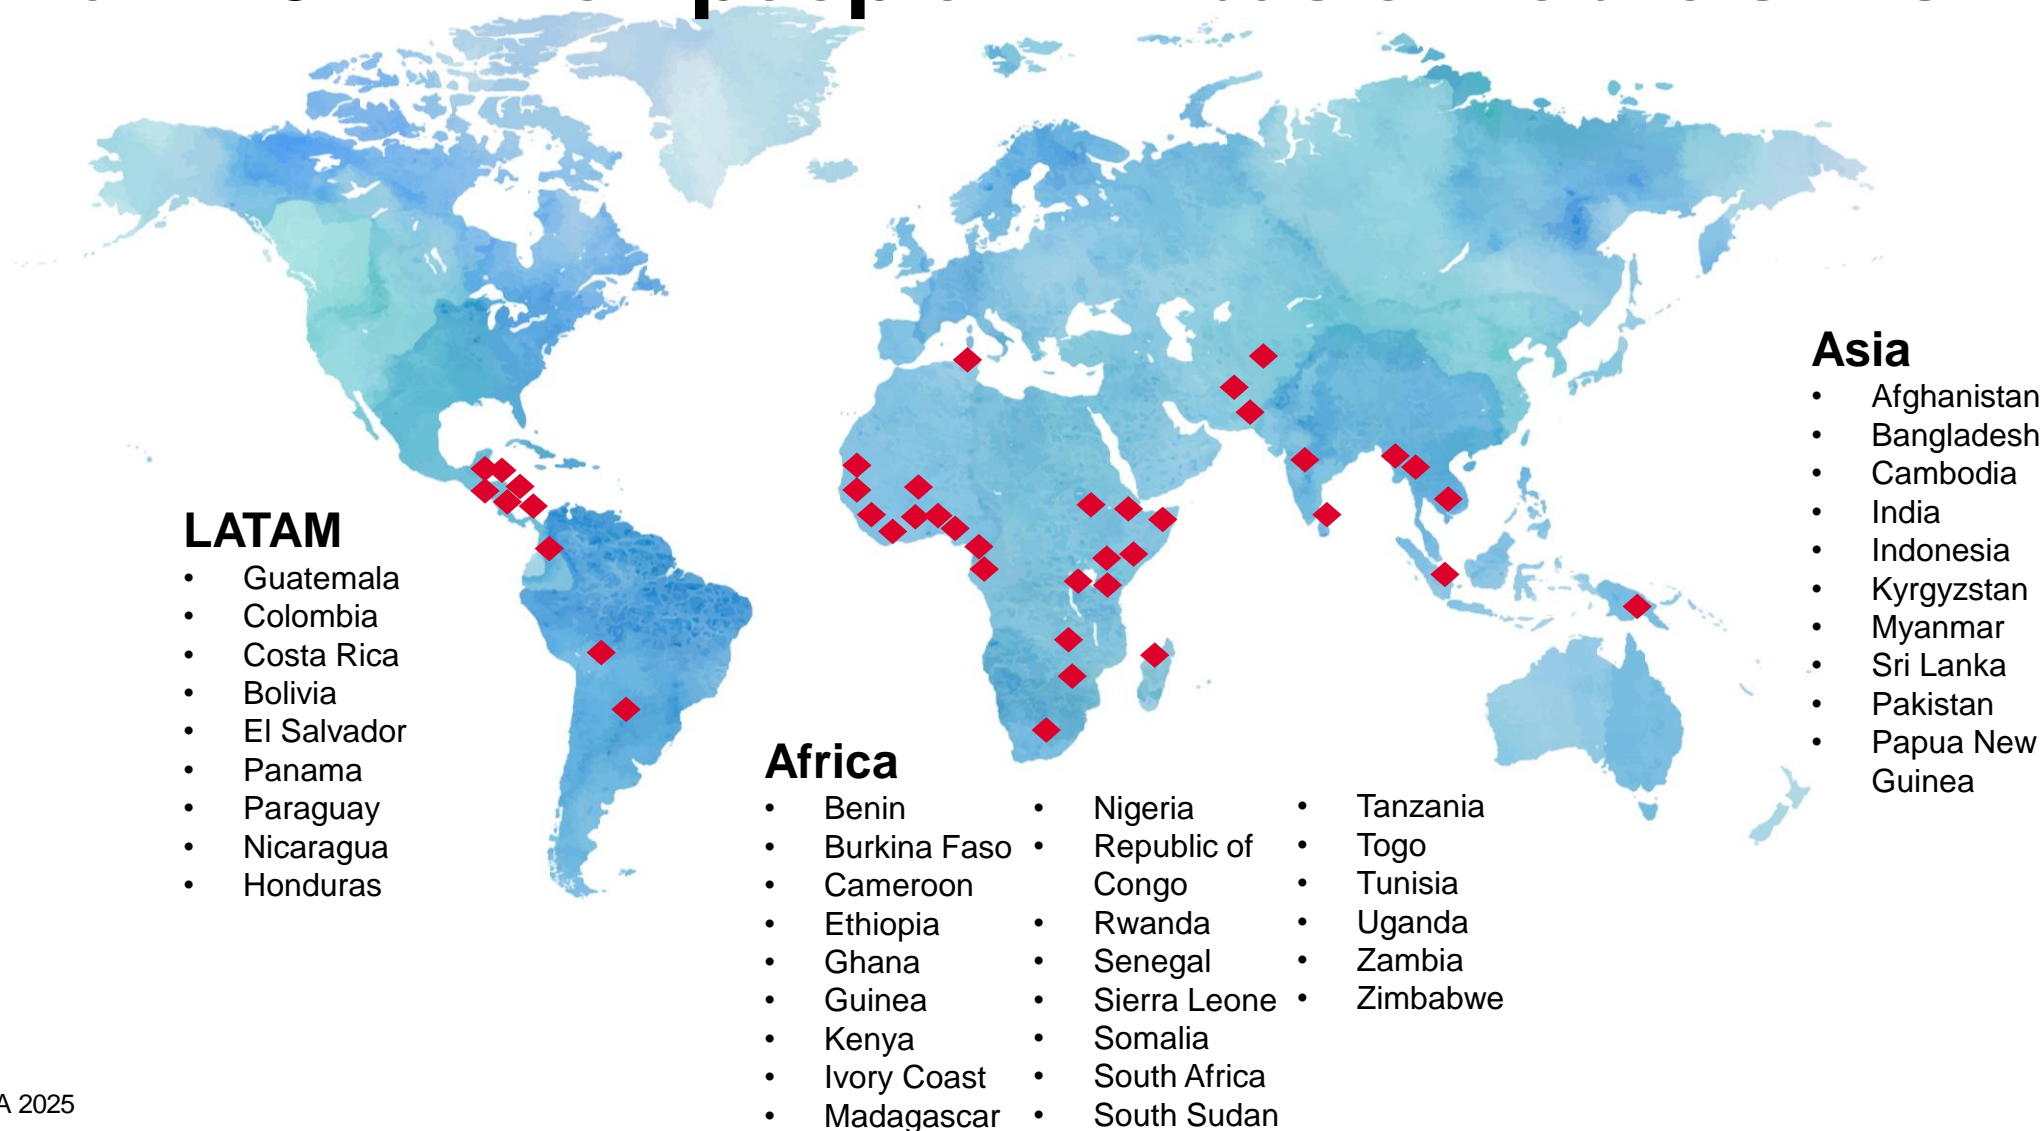 LATAM
• Guatemala
• Colombia
• Costa Rica
• Bolivia
• El Salvador
• Panama
• Paraguay
• Nicaragua
• Honduras
Africa
• Benin
• Burkina Faso
• Cameroon
• Ethiopia
• Ghana
• Guinea
• Kenya
• Ivory Coast
• Madagascar
• Nigeria
• Republic of
Congo
• Rwanda
• Senegal
• Sierra Leone
• Somalia
• South Africa
• South Sudan
• Tanzania
• Togo
• Tunisia
• Uganda
• Zambia
• Zimbabwe
Asia
• Afghanistan
• Bangladesh
• Cambodia
• India
• Indonesia
• Kyrgyzstan
• Myanmar
• Sri Lanka
• Pakistan
• Papua New
Guinea
A 2025